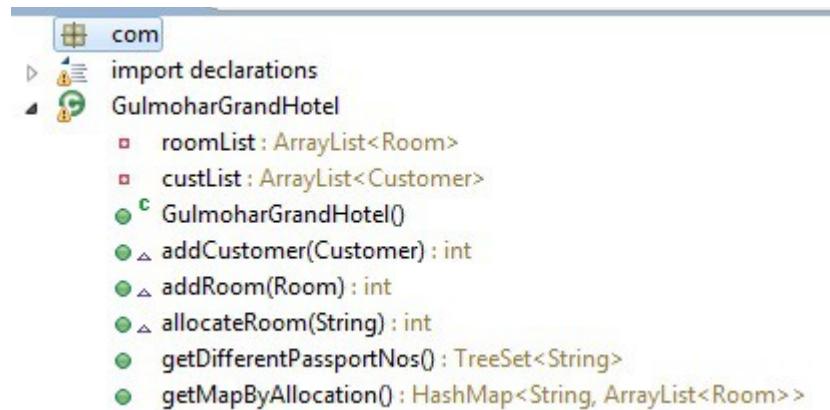 com
import declarations
GulmoharGrandHotel
roomList : ArrayList<Room>
custList : ArrayList<Customer>
C GulmoharGrandHotel()
addCustomer(Customer) : int
addRoom(Room) : int
allocateRoom(String) : int
getDifferentPassportNos() : TreeSet<String>
getMapByAllocation() : HashMap<String, ArrayList<Room>>